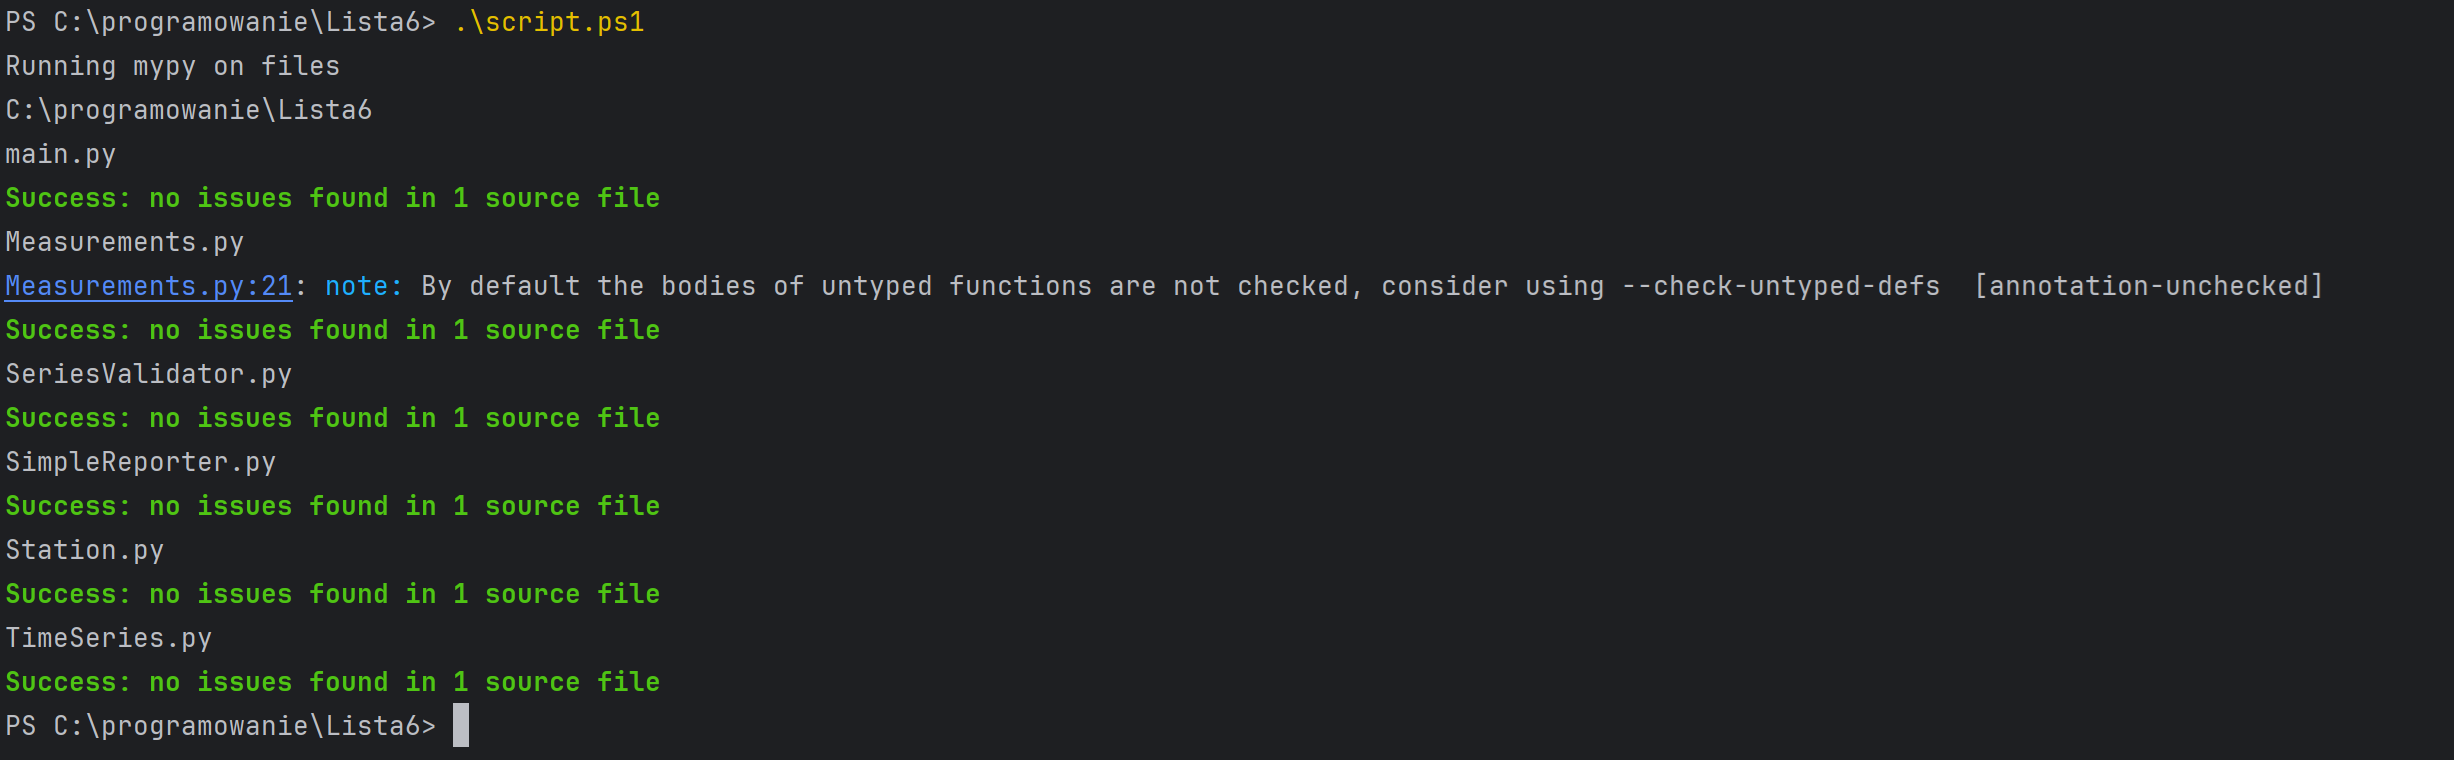 PS C:\programowanie\Lista6> .\script.ps1
Running mypy on files
C:\programowanie\Lista6
main.py
Success: no issues found in 1 source file
Measurements.py
Measurements.py:21: note: By default the bodies of untyped functions are not checked, consider using --check-untyped-defs  [annotation-unchecked]
Success: no issues found in 1 source file
SeriesValidator.py
Success: no issues found in 1 source file
SimpleReporter.py
Success: no issues found in 1 source file
Station.py
Success: no issues found in 1 source file
TimeSeries.py
Success: no issues found in 1 source file
PS C:\programowanie\Lista6>